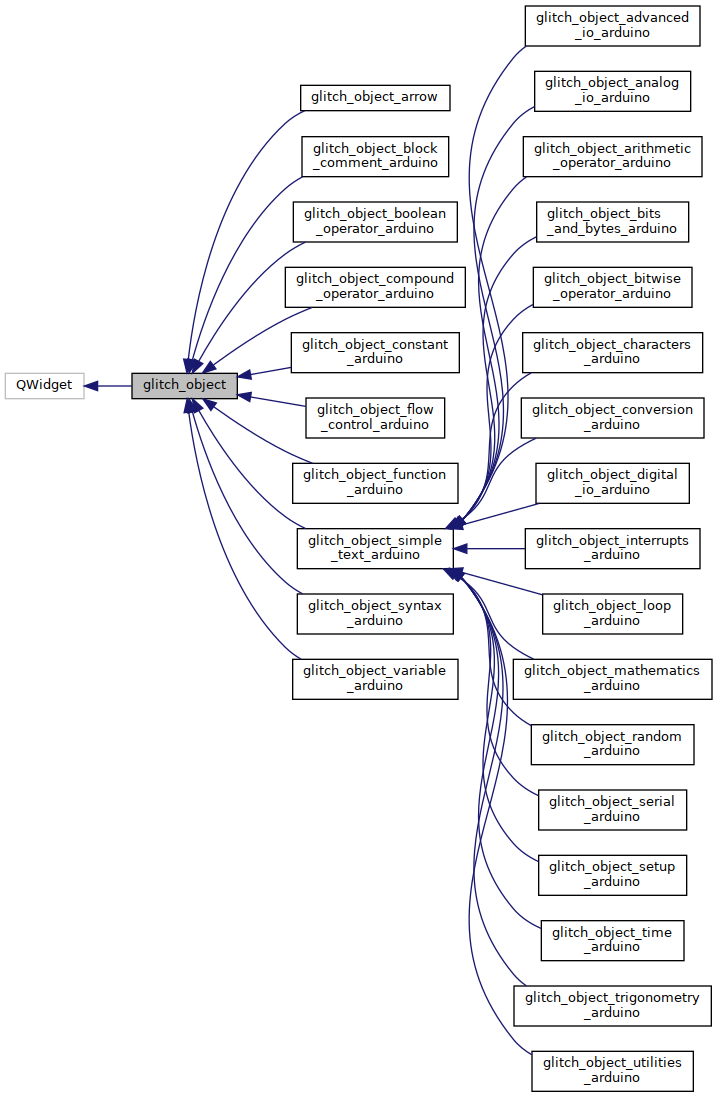 QWidget
glitch_object
glitch_object_arrow
glitch_object_block
_comment_arduino
glitch_object_boolean
_operator_arduino
glitch_object_compound
_operator_arduino
glitch_object_constant
_arduino
glitch_object_flow
_control_arduino
glitch_object_function
_arduino
glitch_object_simple
_text_arduino
glitch_object_syntax
_arduino
glitch_object_variable
_arduino
glitch_object_advanced
_io_arduino
glitch_object_analog
_io_arduino
glitch_object_arithmetic
_operator_arduino
glitch_object_bits
_and_bytes_arduino
glitch_object_bitwise
_operator_arduino
glitch_object_characters
_arduino
glitch_object_conversion
_arduino
glitch_object_digital
_io_arduino
glitch_object_interrupts
_arduino
glitch_object_loop
_arduino
glitch_object_mathematics
_arduino
glitch_object_random
_arduino
glitch_object_serial
_arduino
glitch_object_setup
_arduino
glitch_object_time
_arduino
glitch_object_trigonometry
_arduino
glitch_object_utilities
_arduino